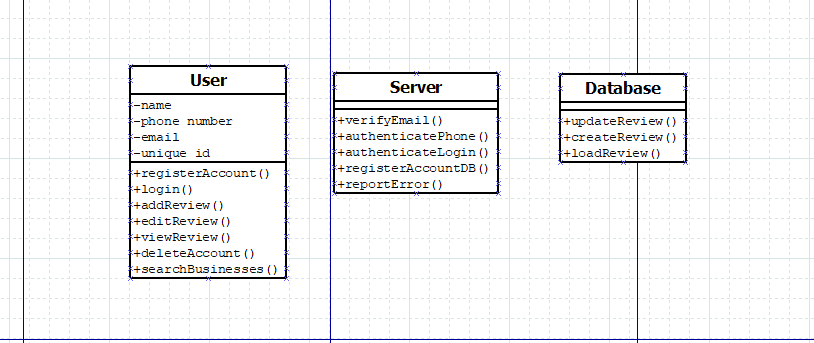 User
-name
-phone number
-email
-unique id
+registerAccount()
+login()
+addReview()
+editReview()
+viewReview()
+deleteAccount()
+searchBusinesses()
Server
+verifyEmail()
+authenticatePhone()
+authenticateLogin()
+registerAccountDB()
+reportError()
Database
+updateReview()
+createReview()
+loadReview()